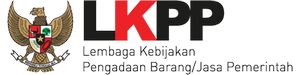 LKPP
Lembaga Kebijakan
Pengadaan Barang/Jasa Pemerintah